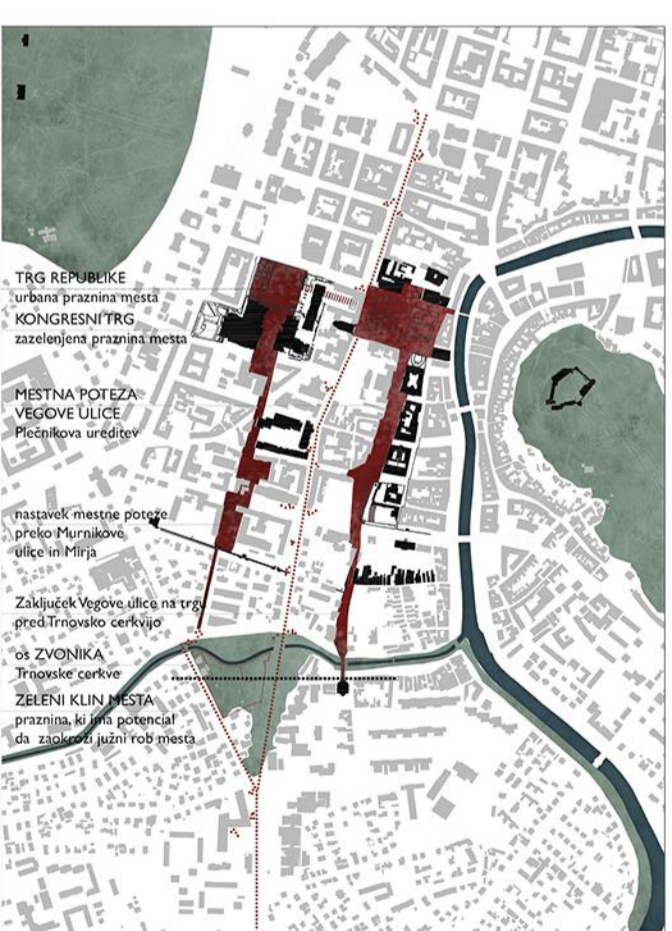 TRG REPUBLIKE
urbana praznina mesta
KONGRESNI TRG
zazelenjena praznina mesta
MESTNA POTEZA
VEGOVE ULICE
Plečnikova ureditev
nastavek mestne poteze
preko Murnikove
ulice in Mirja
Zaključek Vegove ulice na trgu
pred Trnovsko cerkvijo
os ZVONIKA
Trnovske cerkve
ZELENI KLIN MESTA
praznina, ki ima potencial
da zaokroži južni rob mesta